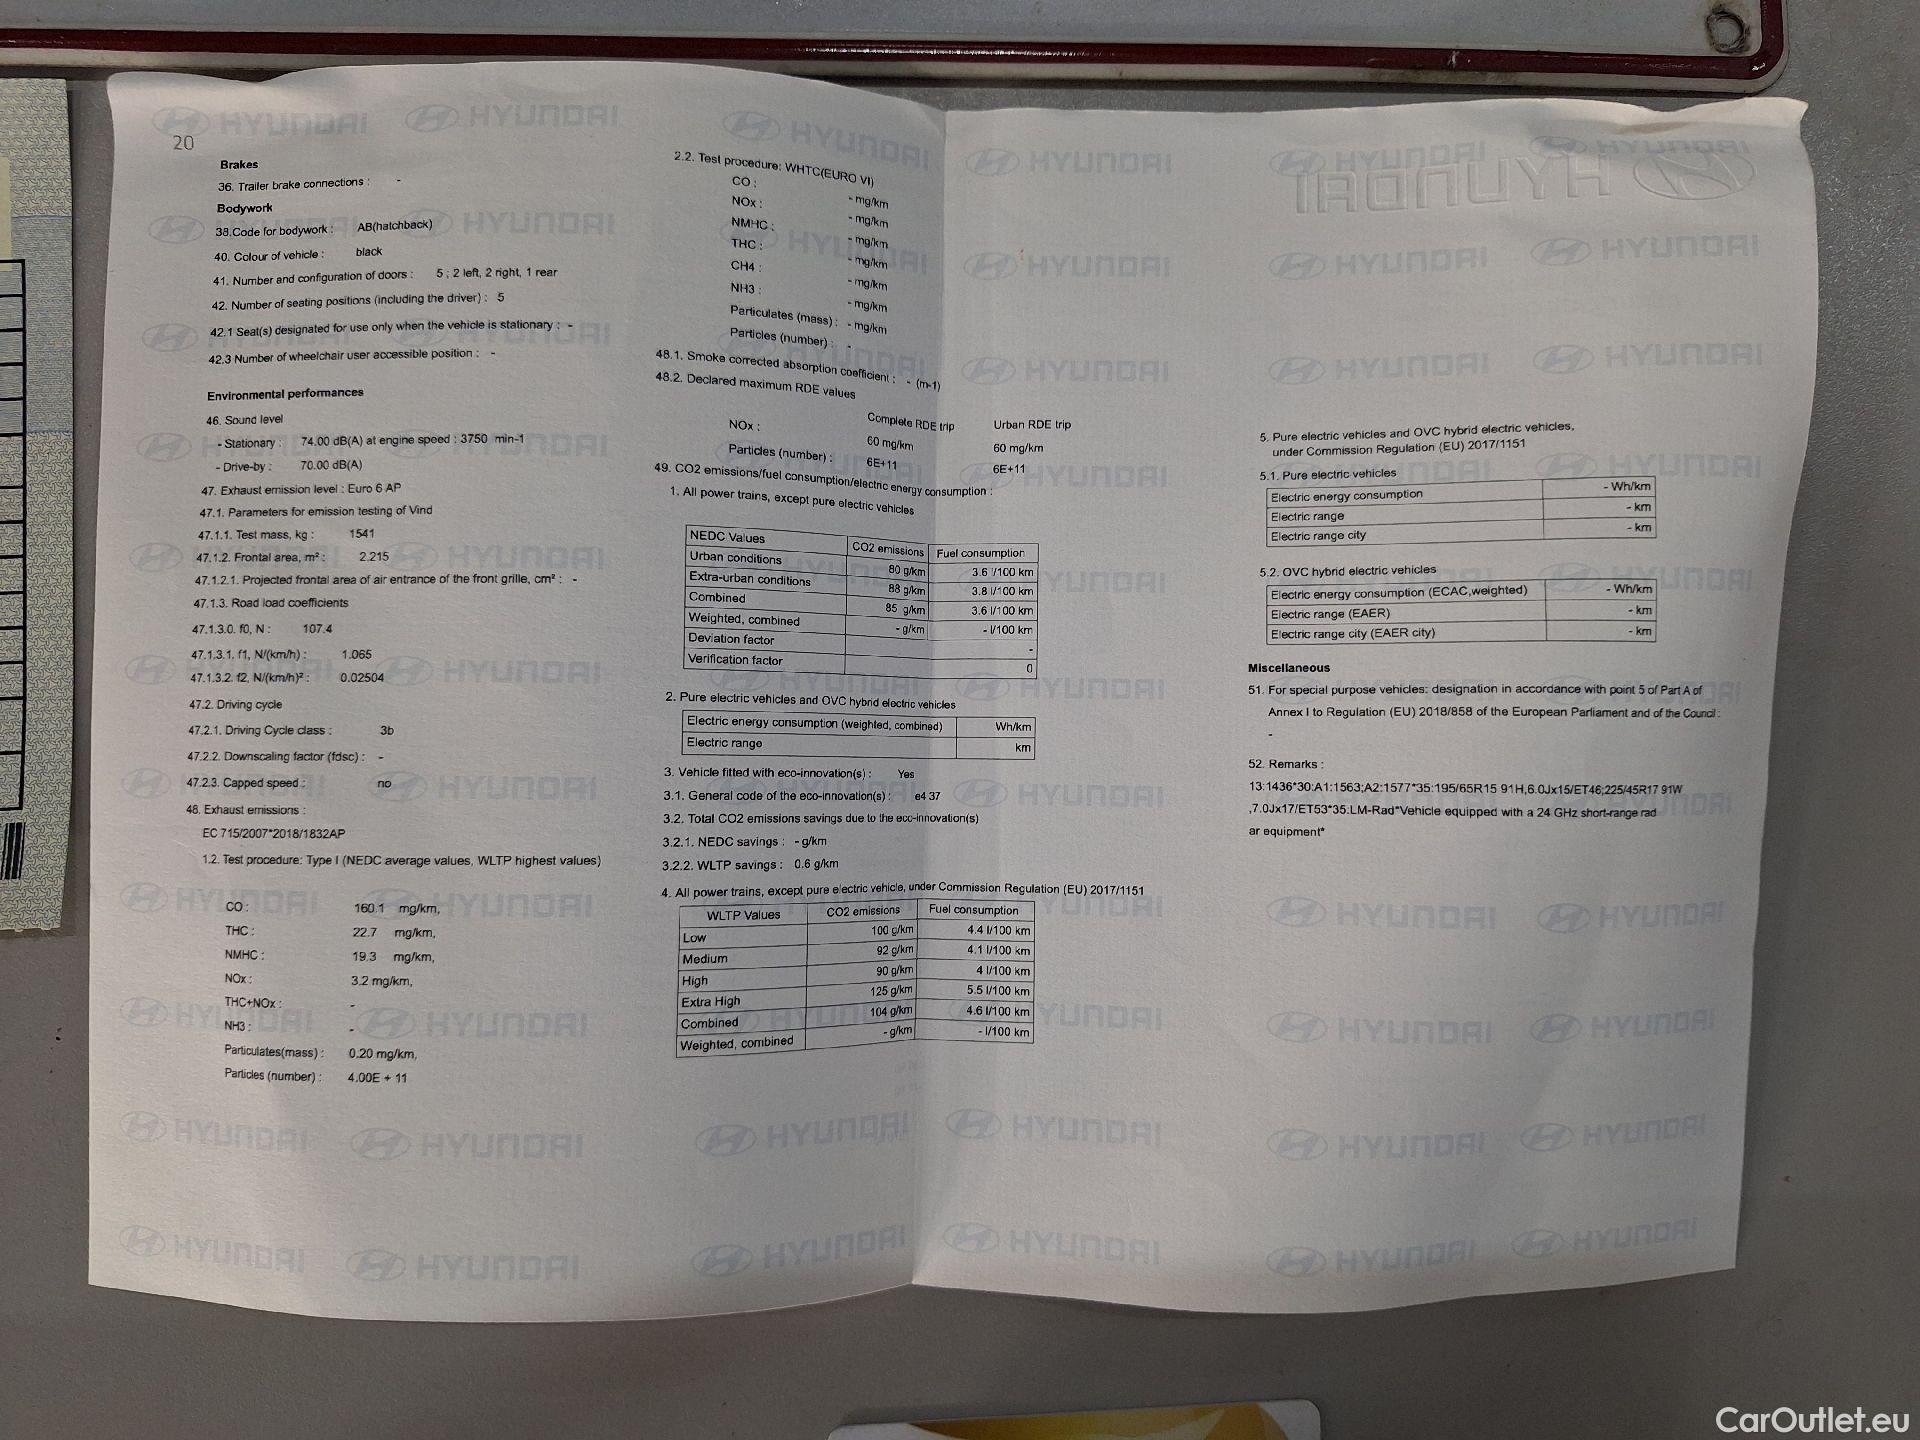 20
Brakes
36. Trailer brake connections : -
Bodywork
38.Code for bodywork : AB(hatchback)
40. Colour of vehicle : black
41. Number and configuration of doors : 5 ; 2 left, 2 right, 1 rear
42. Number of seating positions (including the driver) : 5
42.1 Seat(s) designated for use only when the vehicle is stationary : -
42.3 Number of wheelchair user accessible position : -
Environmental performances
46. Sound level
- Stationary : 74.00 dB(A) at engine speed : 3750 min-1
- Drive-by : 70.00 dB(A)
47. Exhaust emission level : Euro 6 AP
47.1. Parameters for emission testing of Vind
47.1.1. Test mass, kg : 1541
47.1.2. Frontal area, m² : 2.215
47.1.2.1. Projected frontal area of air entrance of the front grille, cm² : -
47.1.3. Road load coefficients
47.1.3.0. f0, N : 107.4
47.1.3.1. f1, N/(km/h) : 1.065
47.1.3.2. f2, N/(km/h)² : 0.02504
47.2. Driving cycle
47.2.1. Driving Cycle class : 3b
47.2.2. Downscaling factor (fdsc) : -
47.2.3. Capped speed : no
48. Exhaust emissions :
EC 715/2007*2018/1832AP
1.2. Test procedure: Type I (NEDC average values, WLTP highest values)
CO : 160.1 mg/km,
THC : 22.7 mg/km,
NMHC : 19.3 mg/km,
NOx : 3.2 mg/km,
THC+NOx : -
NH3 : -
Particulates(mass) : 0.20 mg/km,
Particles (number) : 4.00E + 11
2.2. Test procedure: WHTC(EURO VI)
CO : - mg/km
NOx : - mg/km
NMHC : - mg/km
THC : - mg/km
CH4 : - mg/km
NH3 : - mg/km
Particulates (mass) : - mg/km
Particles (number) : -
48.1. Smoke corrected absorption coefficient : - (m-1)
48.2. Declared maximum RDE values
Complete RDE trip Urban RDE trip
NOx : 60 mg/km 60 mg/km
Particles (number) : 6E+11 6E+11
49. CO2 emissions/fuel consumption/electric energy consumption :
1. All power trains, except pure electric vehicles
NEDC Values CO2 emissions Fuel consumption
Urban conditions 80 g/km 3.6 l/100 km
Extra-urban conditions 88 g/km 3.8 l/100 km
Combined 85 g/km 3.6 l/100 km
Weighted, combined - g/km - l/100 km
Deviation factor -
Verification factor 0
2. Pure electric vehicles and OVC hybrid electric vehicles
Electric energy consumption (weighted, combined) Wh/km
Electric range km
3. Vehicle fitted with eco-innovation(s) : Yes
3.1. General code of the eco-innovation(s) : e4 37
3.2. Total CO2 emissions savings due to the eco-innovation(s)
3.2.1. NEDC savings : - g/km
3.2.2. WLTP savings : 0.6 g/km
4. All power trains, except pure electric vehicle, under Commission Regulation (EU) 2017/1151
WLTP Values CO2 emissions Fuel consumption
Low 100 g/km 4.4 l/100 km
Medium 92 g/km 4.1 l/100 km
High 90 g/km 4 l/100 km
Extra High 125 g/km 5.5 l/100 km
Combined 104 g/km 4.6 l/100 km
Weighted, combined - g/km - l/100 km
5. Pure electric vehicles and OVC hybrid electric vehicles,
under Commission Regulation (EU) 2017/1151
5.1. Pure electric vehicles
Electric energy consumption - Wh/km
Electric range - km
Electric range city - km
5.2. OVC hybrid electric vehicles
Electric energy consumption (ECAC,weighted) - Wh/km
Electric range (EAER) - km
Electric range city (EAER city) - km
Miscellaneous
51. For special purpose vehicles: designation in accordance with point 5 of Part A of
Annex I to Regulation (EU) 2018/858 of the European Parliament and of the Council :
-
52. Remarks :
13:1436*30:A1:1563;A2:1577*35:195/65R15 91H,6.0Jx15/ET46;225/45R17 91W
,7.0Jx17/ET53*35:LM-Rad*Vehicle equipped with a 24 GHz short-range rad
ar equipment*
HYUNDAI
CarOutlet.eu